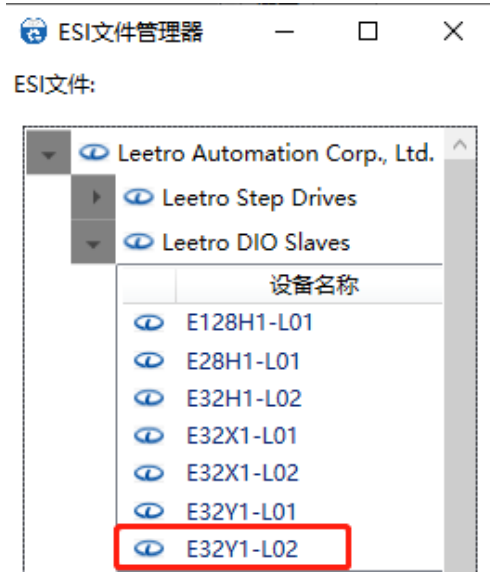 ESI文件管理器
ESI文件:
Leetro Automation Corp., Ltd.
Leetro Step Drives
Leetro DIO Slaves
设备名称
E128H1-L01
E28H1-L01
E32H1-L02
E32X1-L01
E32X1-L02
E32Y1-L01
E32Y1-L02